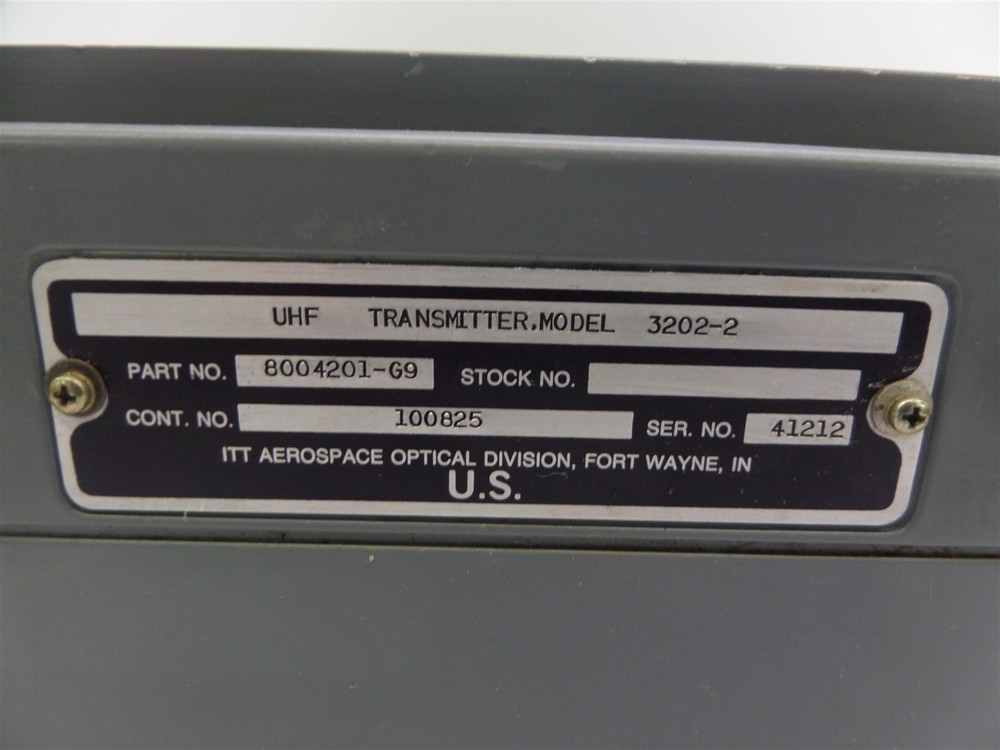 UHF TRANSMITTER,MODEL 3202-2
PART NO. 8004201-G9 STOCK NO.
CONT. NO. 100825 SER. NO. 41212
ITT AEROSPACE OPTICAL DIVISION, FORT WAYNE, IN
U.S.